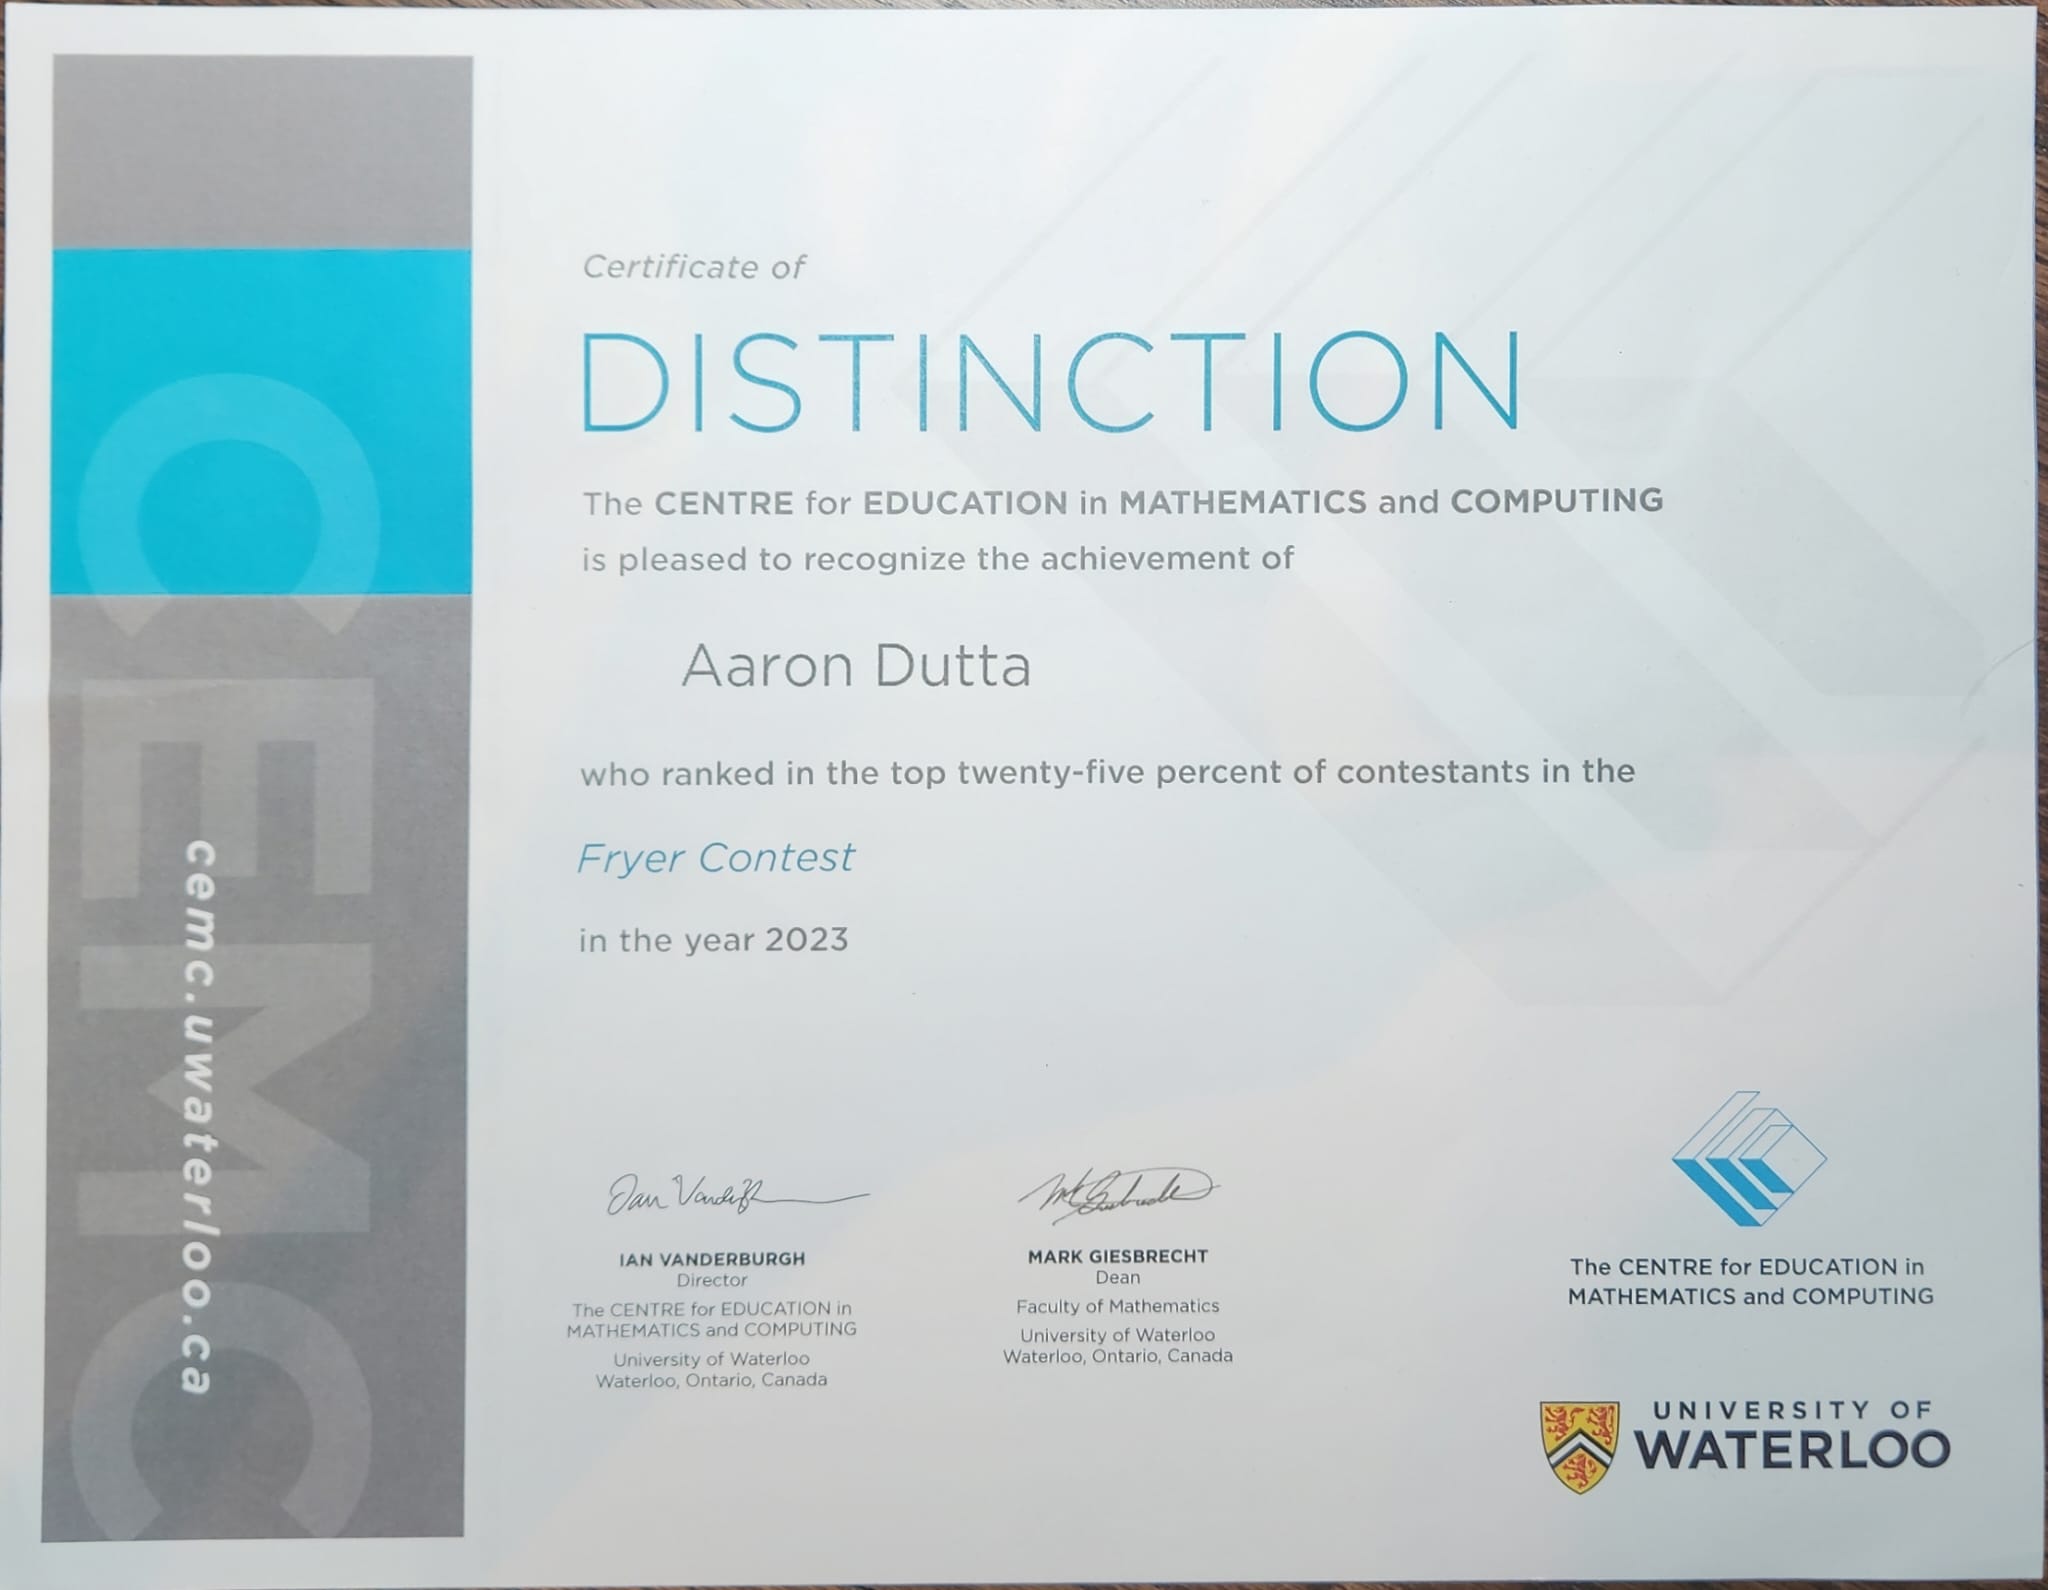 Certificate of
DISTINCTION
The CENTRE for EDUCATION in MATHEMATICS and COMPUTING
is pleased to recognize the achievement of
Aaron Dutta
who ranked in the top twenty-five percent of contestants in the
Fryer Contest
in the year 2023
CEMC
cemc.uwaterloo.ca
IAN VANDERBURGH
Director
The CENTRE for EDUCATION in
MATHEMATICS and COMPUTING
University of Waterloo
Waterloo, Ontario, Canada
MARK GIESBRECHT
Dean
Faculty of Mathematics
University of Waterloo
Waterloo, Ontario, Canada
The CENTRE for EDUCATION in
MATHEMATICS and COMPUTING
UNIVERSITY OF
WATERLOO